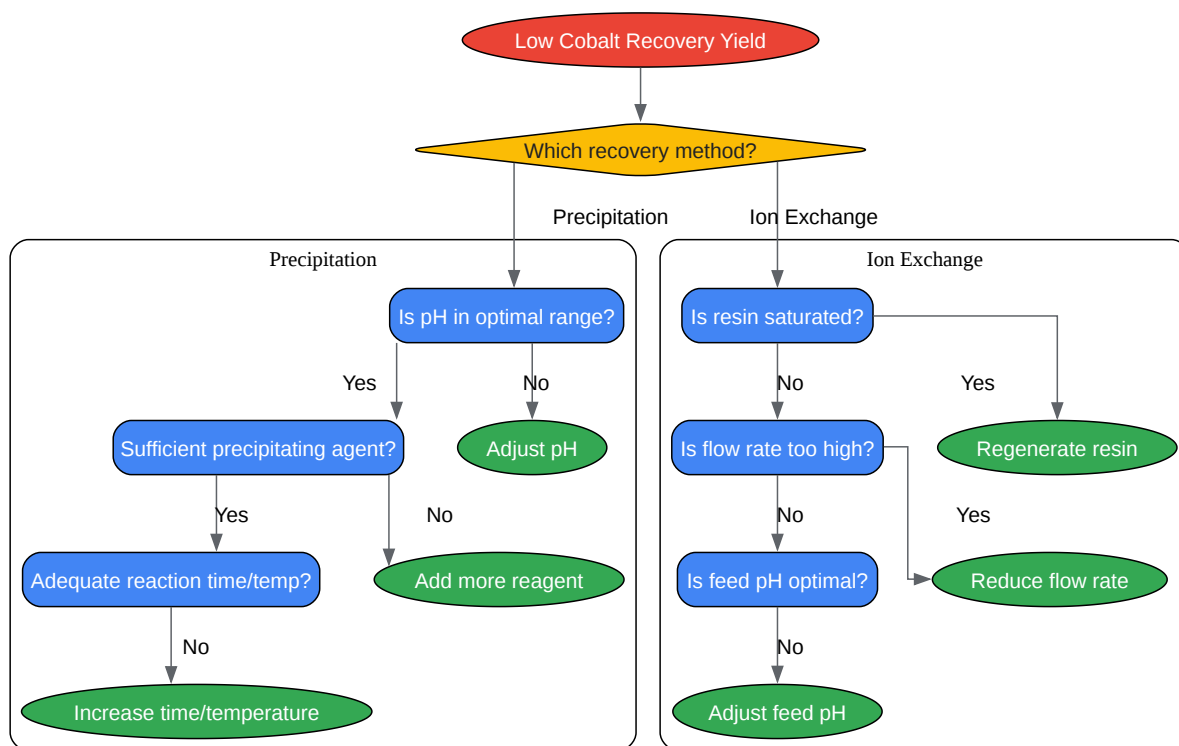 Low Cobalt Recovery Yield
Which recovery method?
Precipitation
Ion Exchange
Precipitation
Is pH in optimal range?
Yes
No
Sufficient precipitating agent?
Adjust pH
Yes
No
Adequate reaction time/temp?
Add more reagent
No
Increase time/temperature
Ion Exchange
Is resin saturated?
No
Yes
Is flow rate too high?
Regenerate resin
No
Yes
Is feed pH optimal?
Reduce flow rate
No
Adjust feed pH